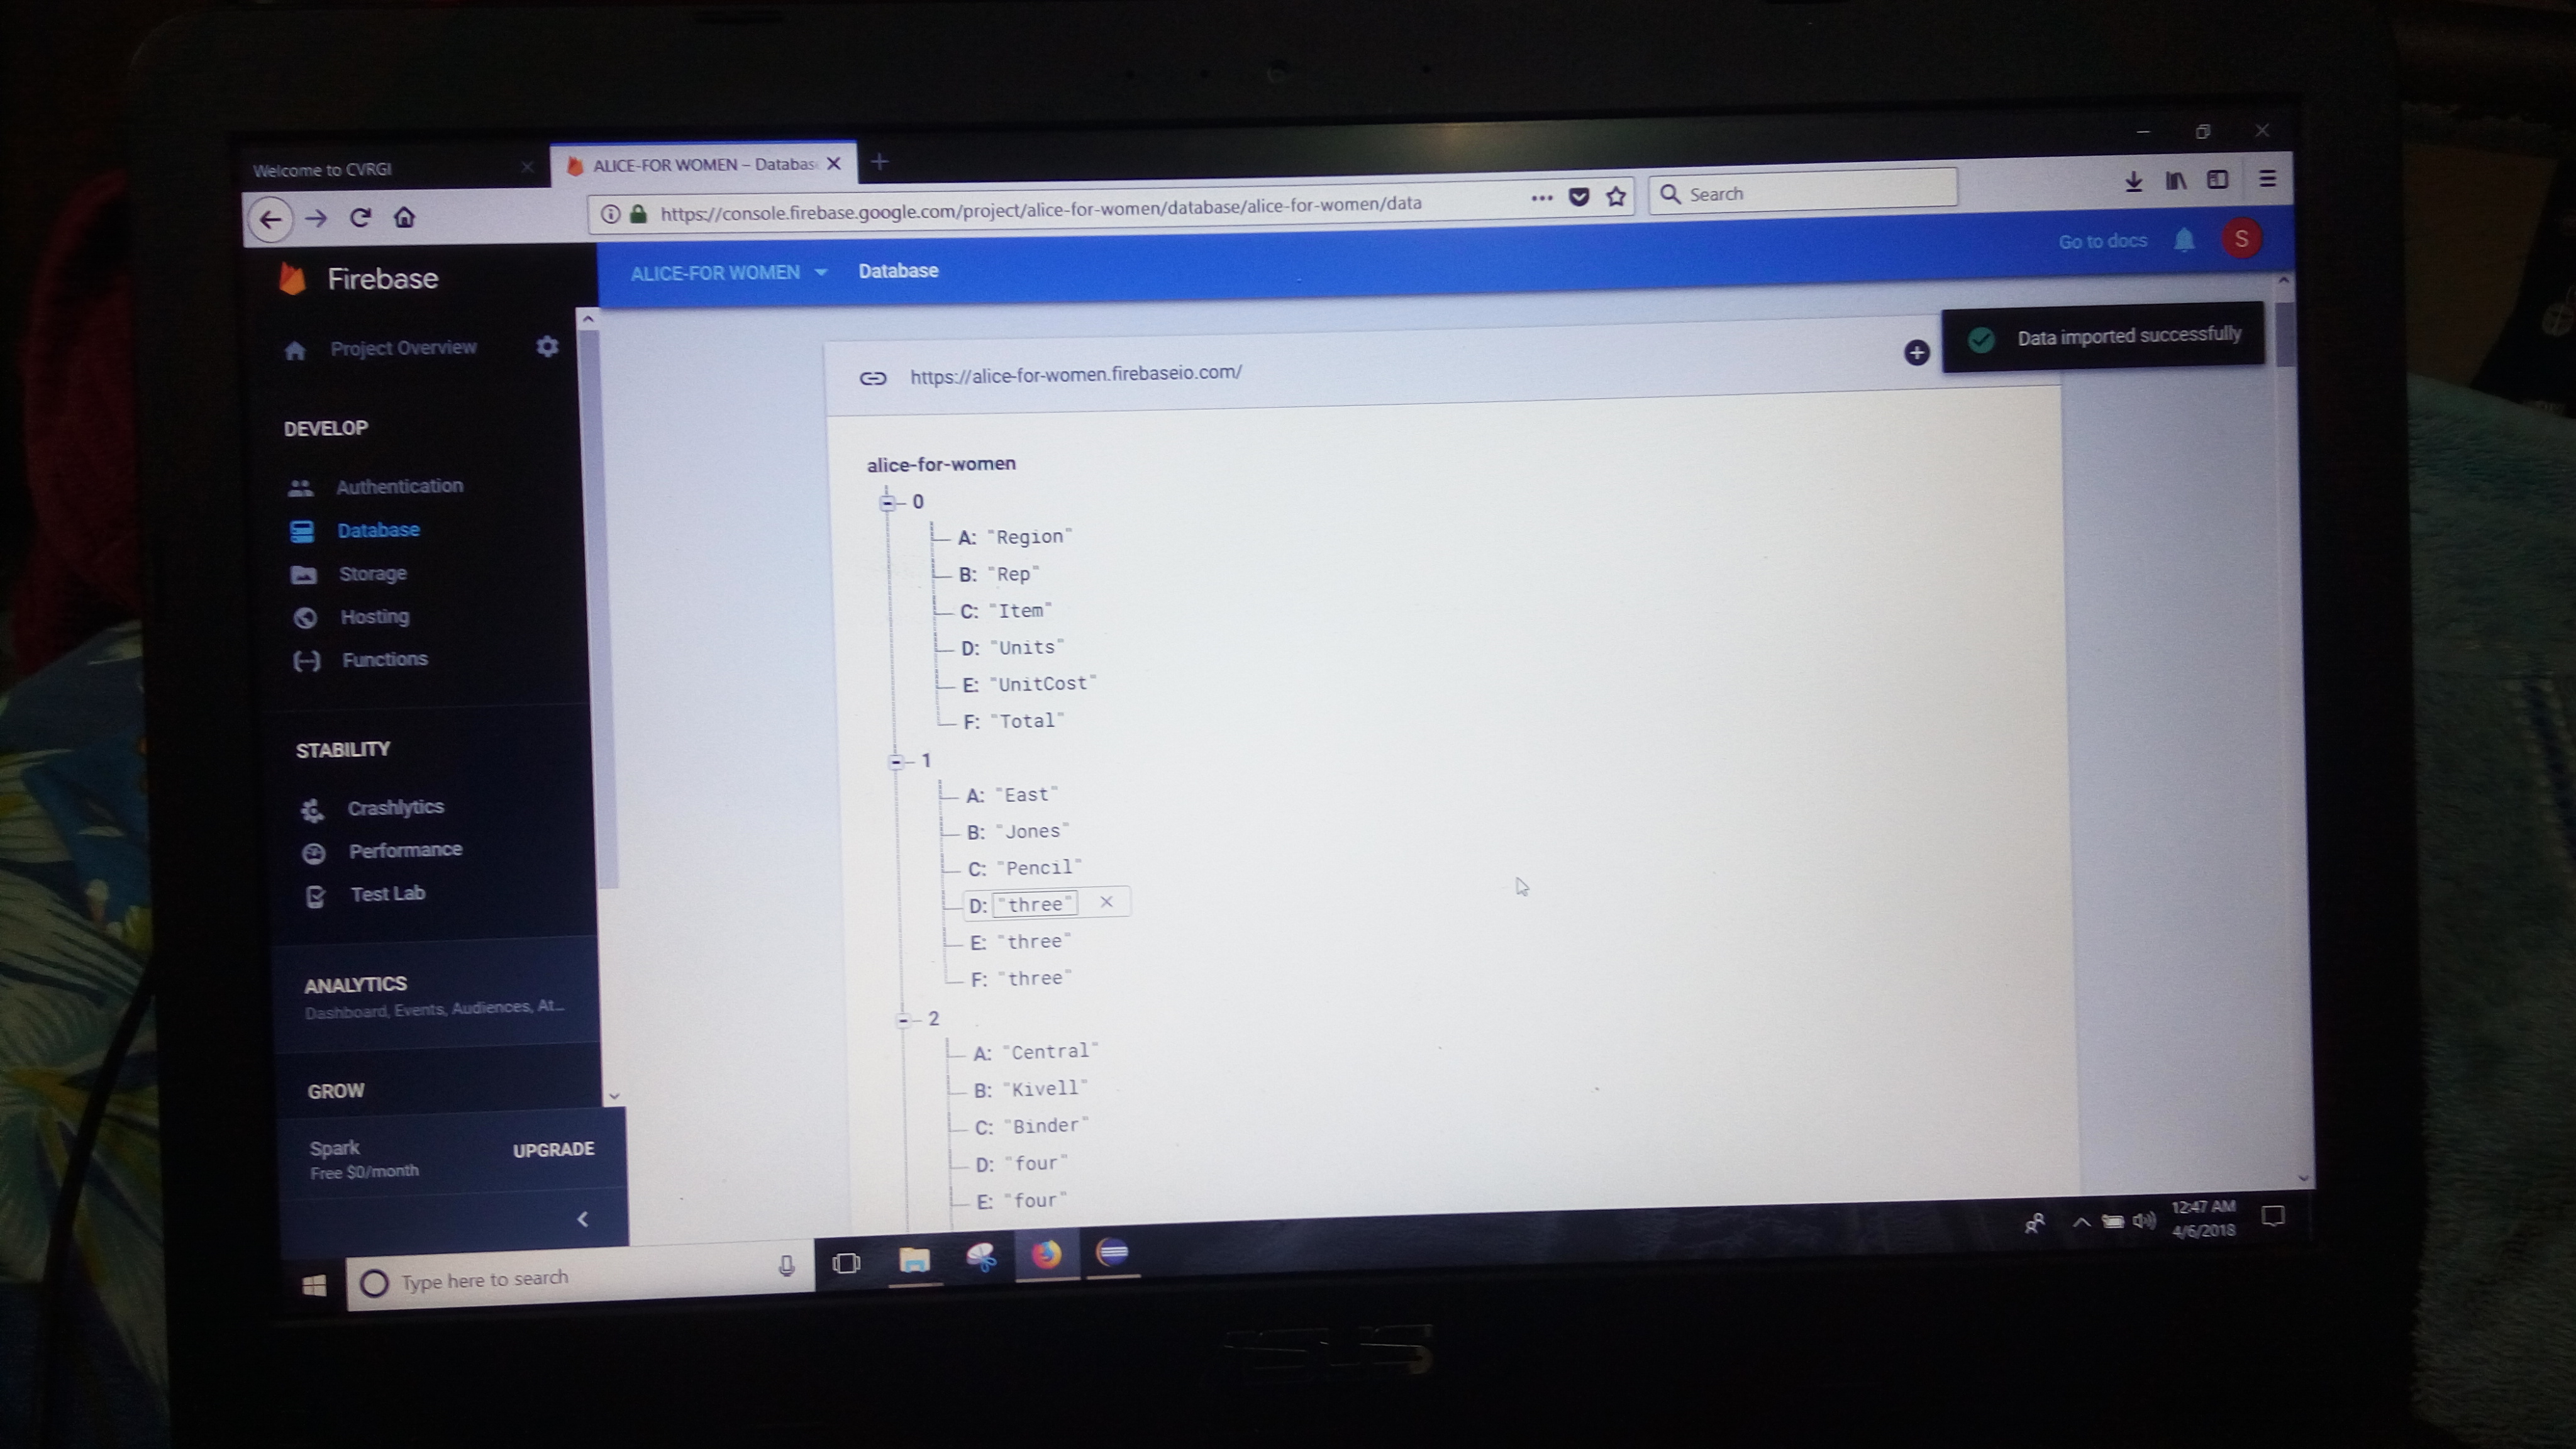 Welcome to CVRGI
ALICE-FOR WOMEN – Databas
https://console.firebase.google.com/project/alice-for-women/database/alice-for-women/data
Search
Firebase
ALICE-FOR WOMEN
Database
Go to docs
S
Project Overview
Data imported successfully
https://alice-for-women.firebaseio.com/
DEVELOP
Authentication
Database
Storage
Hosting
Functions
STABILITY
Crashlytics
Performance
Test Lab
ANALYTICS
Dashboard, Events, Audiences, At...
GROW
Spark
Free $0/month
UPGRADE
alice-for-women
0
A: "Region"
B: "Rep"
C: "Item"
D: "Units"
E: "UnitCost"
F: "Total"
1
A: "East"
B: "Jones"
C: "Pencil"
D: "three"
E: "three"
F: "three"
2
A: "Central"
B: "Kivell"
C: "Binder"
D: "four"
E: "four"
Type here to search
12:47 AM
4/6/2018
ASUS